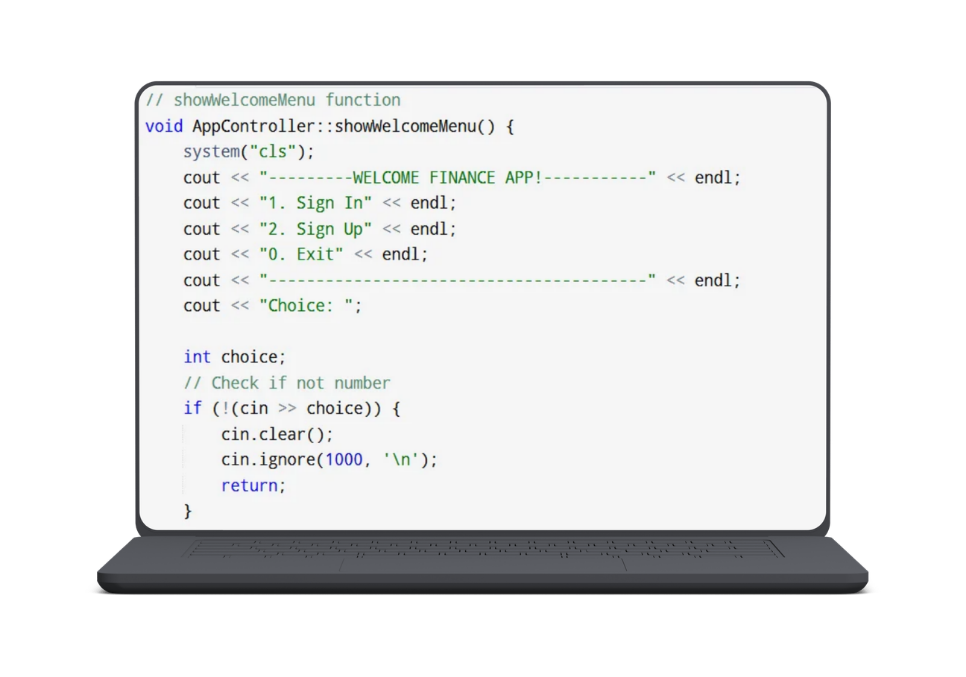 // showWelcomeMenu function
void AppController::showWelcomeMenu() {
    system("cls");
    cout << "---------WELCOME FINANCE APP!-----------" << endl;
    cout << "1. Sign In" << endl;
    cout << "2. Sign Up" << endl;
    cout << "0. Exit" << endl;
    cout << "----------------------------------------" << endl;
    cout << "Choice: ";
    int choice;
    // Check if not number
    if (!(cin >> choice)) {
        cin.clear();
        cin.ignore(1000, '\n');
        return;
    }